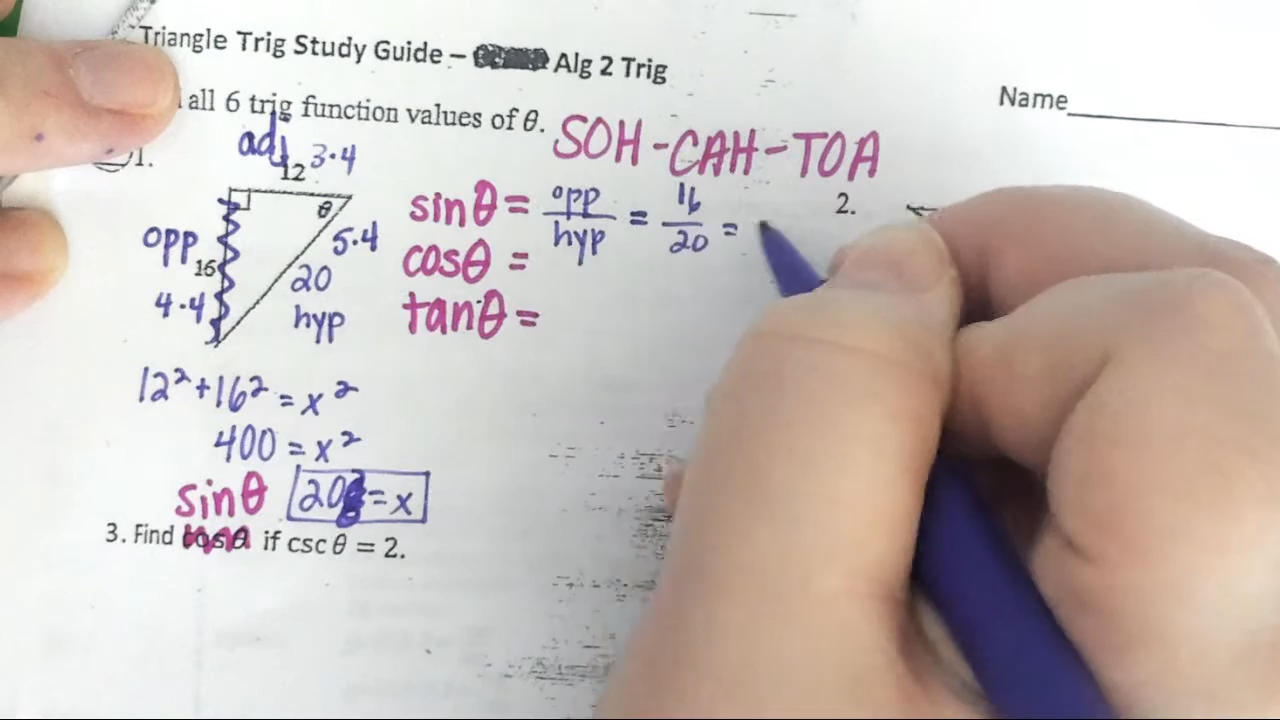 Triangle Trig Study Guide – Alg 2 Trig
Name
all 6 trig function values of θ.
SOH-CAH-TOA
1.
adj
12 3·4
θ
opp
16
4·4
5·4
20
hyp
sinθ = opp/hyp = 16/20 =
cosθ =
tanθ =
2.
12² + 16² = x²
400 = x²
20 = x
sinθ
3. Find if csc θ = 2.